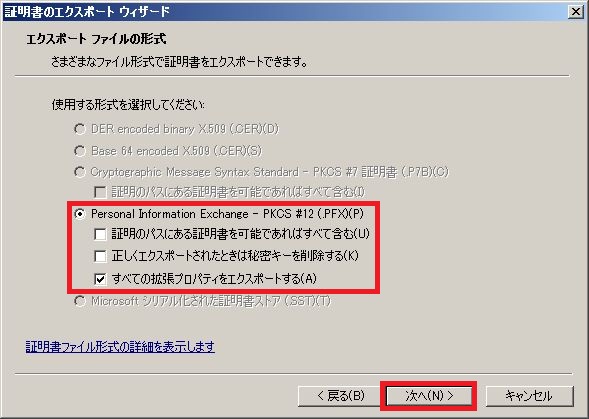 証明書のエクスポート ウィザード
エクスポート ファイルの形式
さまざまなファイル形式で証明書をエクスポートできます。
使用する形式を選択してください:
DER encoded binary X.509 (.CER)(D)
Base 64 encoded X.509 (.CER)(S)
Cryptographic Message Syntax Standard - PKCS #7 証明書 (.P7B)(C)
証明のパスにある証明書を可能であればすべて含む(I)
Personal Information Exchange - PKCS #12 (.PFX)(P)
証明のパスにある証明書を可能であればすべて含む(U)
正しくエクスポートされたときは秘密キーを削除する(K)
すべての拡張プロパティをエクスポートする(A)
Microsoft シリアル化された証明書ストア (.SST)(T)
証明書ファイル形式の詳細を表示します
< 戻る(B)
次へ(N) >
キャンセル